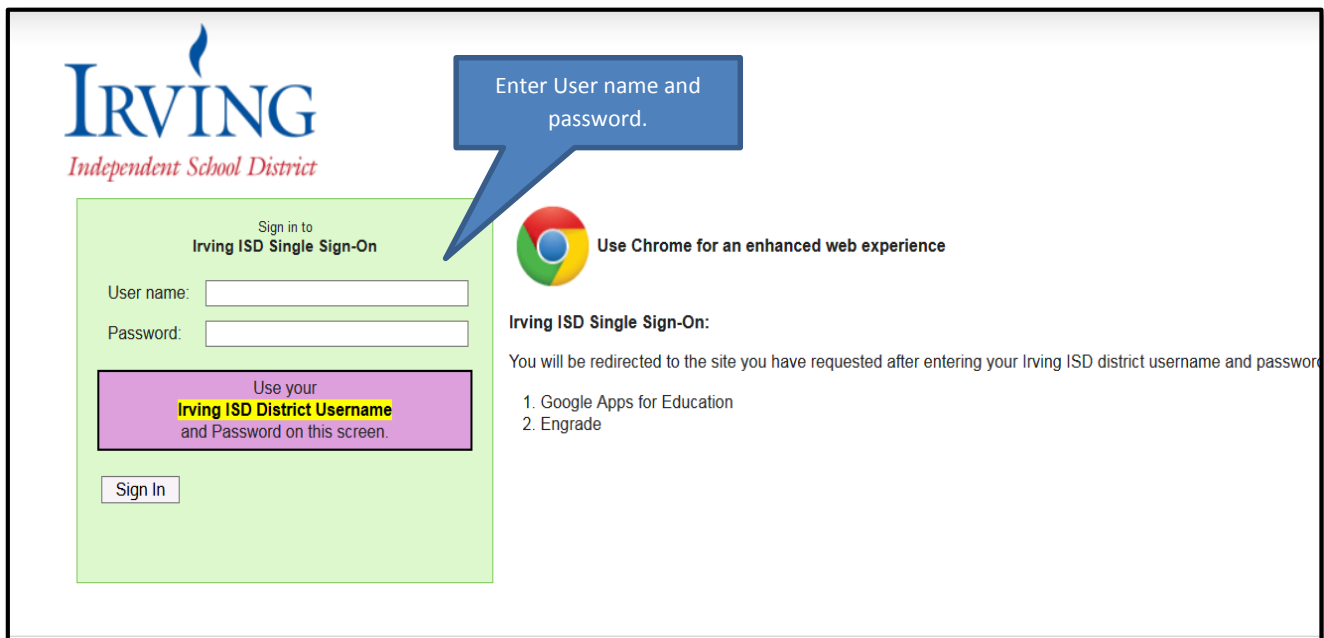 IRVING
Independent School District
Enter User name and
password.
Sign in to
Irving ISD Single Sign-On
User name:
Password:
Use your
Irving ISD District Username
and Password on this screen.
Sign In
Use Chrome for an enhanced web experience
Irving ISD Single Sign-On:
You will be redirected to the site you have requested after entering your Irving ISD district username and password
1. Google Apps for Education
2. Engrade